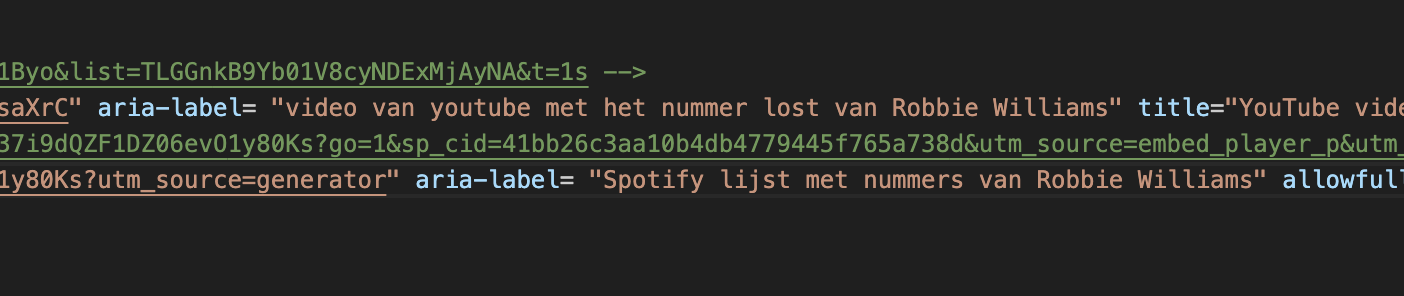 1Byo&list=TLGGnkB9Yb01V8cyNDExMjAyNA&t=1s -->
saXrC" aria-label= "video van youtube met het nummer lost van Robbie Williams" title="YouTube vide
37i9dQZF1DZ06evO1y80Ks?go=1&sp_cid=41bb26c3aa10b4db4779445f765a738d&utm_source=embed_player_p&utm_
1y80Ks?utm_source=generator" aria-label= "Spotify lijst met nummers van Robbie Williams" allowfull